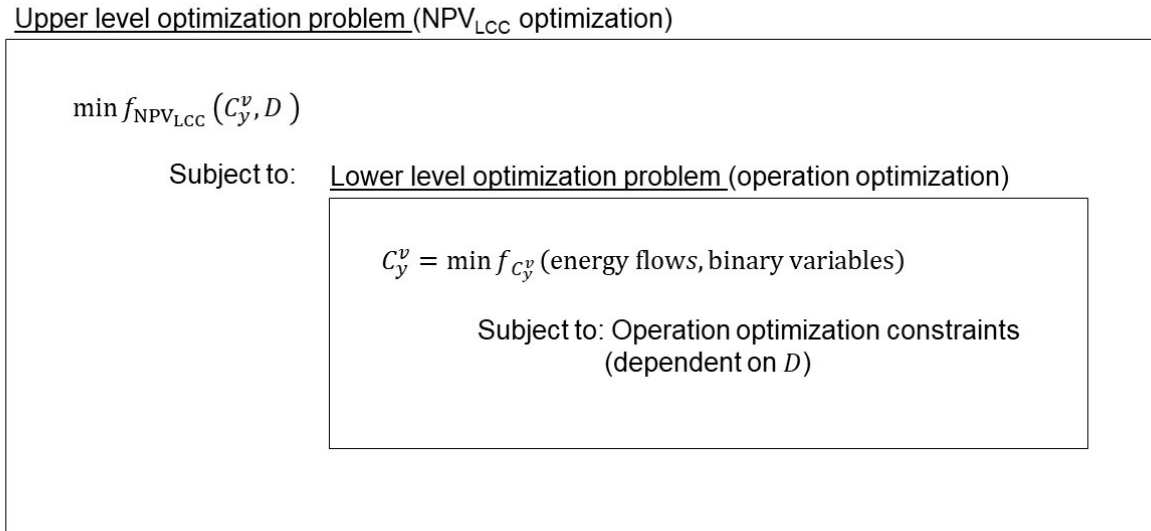 Upper level optimization problem (NPV_LCC optimization)
min f_NPV_LCC (C_y^v, D )
Subject to: Lower level optimization problem (operation optimization)
C_y^v = min f_C_y^v (energy flows, binary variables)
Subject to: Operation optimization constraints
(dependent on D)